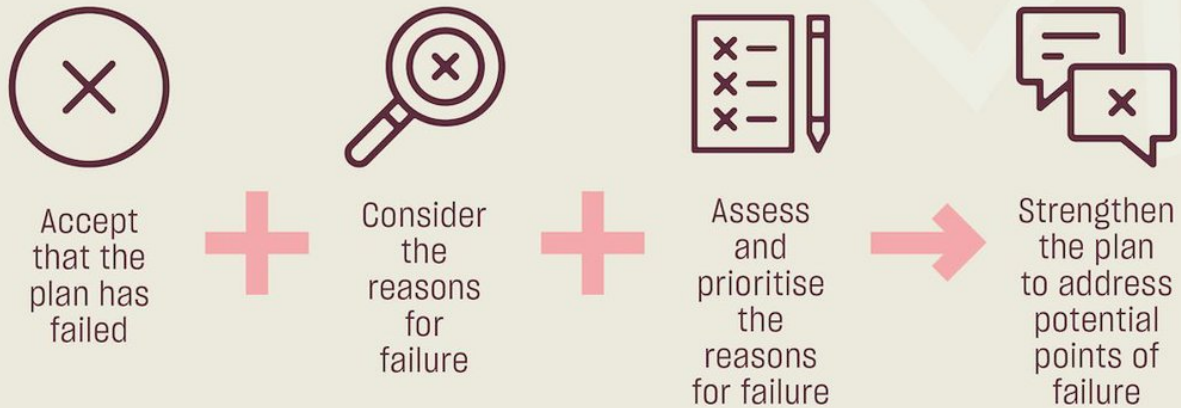 Accept
that the
plan has
failed
Consider
the
reasons
for
failure
Assess
and
prioritise
the
reasons
for failure
Strengthen
the plan
to address
potential
points of
failure